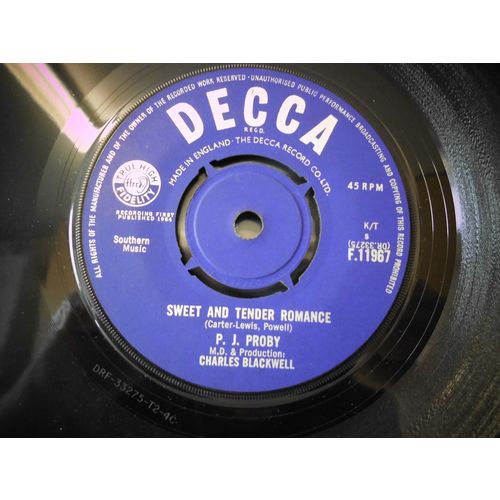 ALL RIGHTS OF THE MANUFACTURER AND OF THE OWNER OF THE RECORDED WORK RESERVED · UNAUTHORISED PUBLIC PERFORMANCE BROADCASTING AND COPYING OF THIS RECORD PROHIBITED
DECCA
REGD.
MADE IN ENGLAND · THE DECCA RECORD CO. LTD.
TRUE HIGH
ffrr
FIDELITY
45 RPM
RECORDING FIRST
PUBLISHED 1964
K/T
Southern
Music
s
(DR.33275)
F.11967
SWEET AND TENDER ROMANCE
(Carter-Lewis, Powell)
P. J. PROBY
M.D. & Production:
CHARLES BLACKWELL
DRF-33275-T2-4C